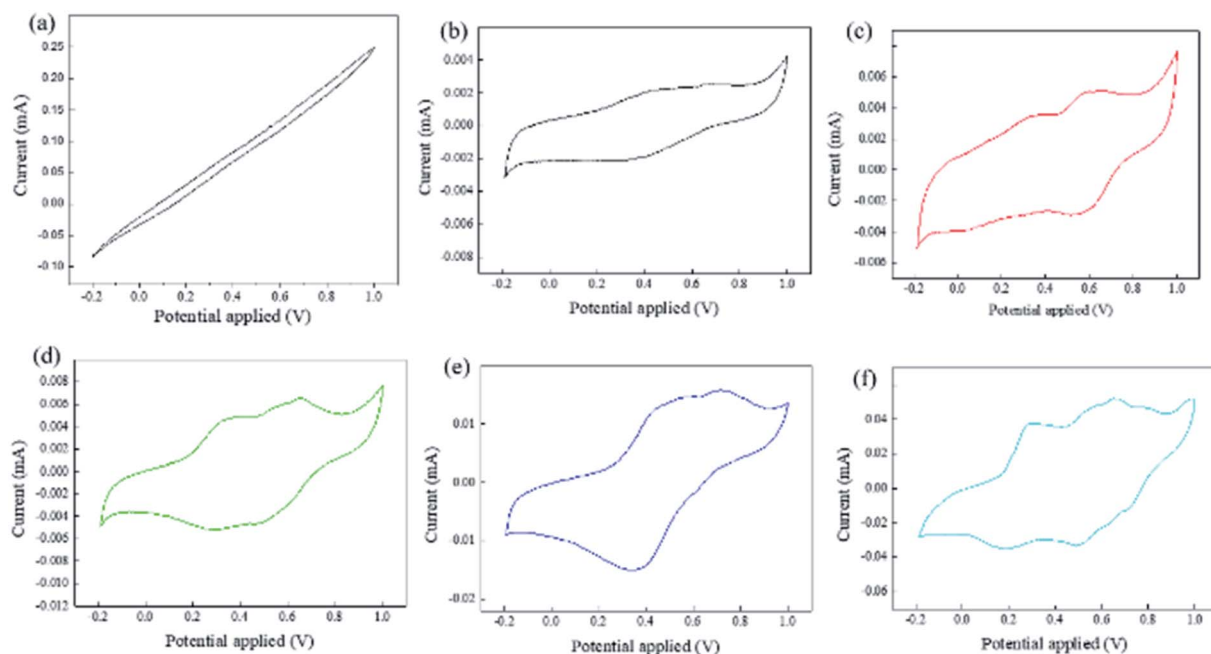 (a)
0.25
0.20
0.15
0.10
0.05
0.00
-0.05
-0.10
Current (mA)
-0.2 0.0 0.2 0.4 0.6 0.8 1.0
Potential applied (V)
(b)
0.004
0.002
0.000
-0.002
-0.004
-0.006
-0.008
Current (mA)
-0.2 0.0 0.2 0.4 0.6 0.8 1.0
Potential applied (V)
(c)
0.006
0.004
0.002
0.000
-0.002
-0.004
-0.006
Current (mA)
-0.2 0.0 0.2 0.4 0.6 0.8 1.0
Potential applied (V)
(d)
0.008
0.006
0.004
0.002
0.000
-0.002
-0.004
-0.006
-0.008
-0.010
-0.012
Current (mA)
-0.2 0.0 0.2 0.4 0.6 0.8 1.0
Potential applied (V)
(e)
0.01
0.00
-0.01
-0.02
Current (mA)
-0.2 0.0 0.2 0.4 0.6 0.8 1.0
Potential applied (V)
(f)
0.04
0.02
0.00
-0.02
-0.04
-0.06
Current (mA)
-0.2 0.0 0.2 0.4 0.6 0.8 1.0
Potential applied (V)